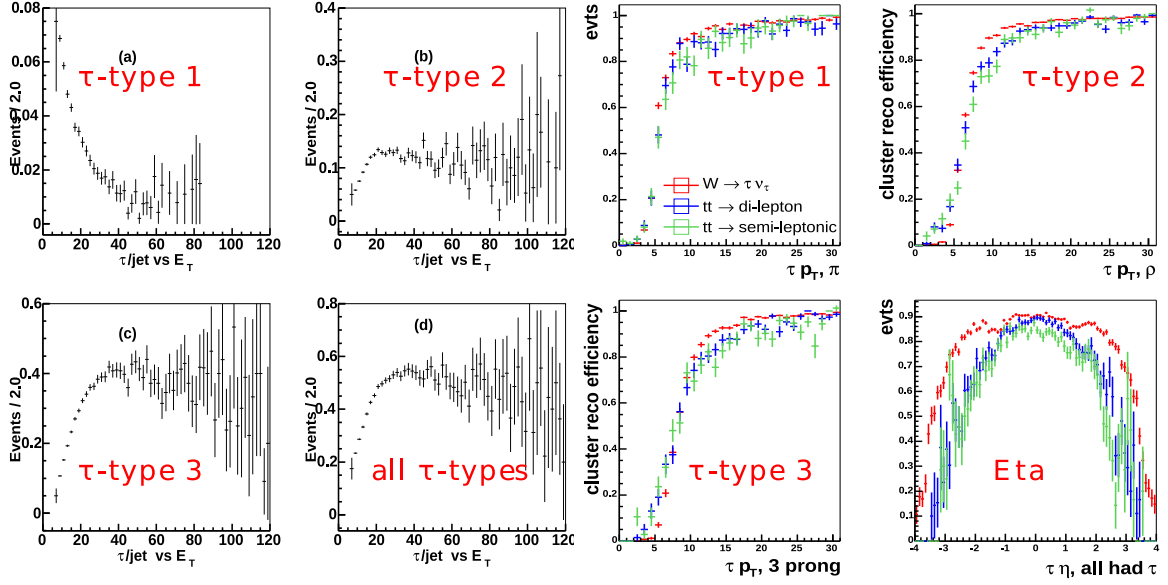 0.08
0.06
0.04
0.02
0
Events / 2.0
(a)
τ-type 1
0 20 40 60 80 100 120
τ/jet vs E_T
0.4
0.3
0.2
0.1
0
Events / 2.0
(b)
τ-type 2
0 20 40 60 80 100 120
τ/jet vs E_T
evts
1
0.8
0.6
0.4
0.2
0
τ-type 1
W → τ ν_τ
tt → di-lepton
tt → semi-leptonic
0 5 10 15 20 25 30
τ p_T, π
cluster reco efficiency
1
0.8
0.6
0.4
0.2
0
τ-type 2
0 5 10 15 20 25 30
τ p_T, ρ
0.6
0.4
0.2
0
Events / 2.0
(c)
τ-type 3
0 20 40 60 80 100 120
τ/jet vs E_T
0.8
0.6
0.4
0.2
0
Events / 2.0
(d)
all τ-types
0 20 40 60 80 100 120
τ/jet vs E_T
cluster reco efficiency
1
0.8
0.6
0.4
0.2
0
τ-type 3
0 5 10 15 20 25 30
τ p_T, 3 prong
evts
0.9
0.8
0.7
0.6
0.5
0.4
0.3
0.2
0.1
0
Eta
-4 -3 -2 -1 0 1 2 3 4
τ η, all had τ